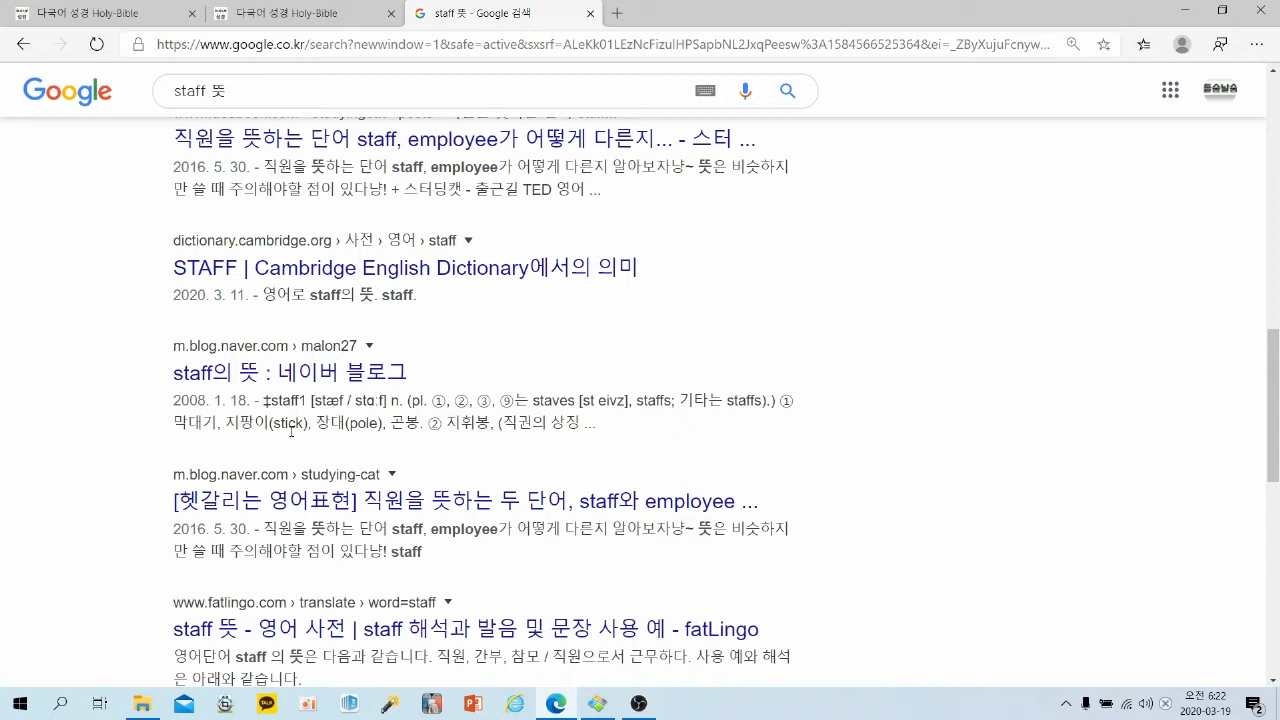 다국어 성경 Holy-Bible
다국어 성경 Holy-Bible
staff 뜻 - Google 검색
https://www.google.co.kr/search?newwindow=1&safe=active&sxsrf=ALeKk01LEzNcFizulHPSapbNL2JxqPeesw%3A1584566525364&ei=_ZByXujuFcnyw...
Google
staff 뜻
들숨날숨
직원을 뜻하는 단어 staff, employee가 어떻게 다른지... - 스터 ...
2016. 5. 30. - 직원을 뜻하는 단어 staff, employee가 어떻게 다른지 알아보자냥~ 뜻은 비슷하지
만 쓸 때 주의해야할 점이 있다냥! + 스터딩캣 - 출근길 TED 영어 ...
dictionary.cambridge.org › 사전 › 영어 › staff
STAFF | Cambridge English Dictionary에서의 의미
2020. 3. 11. - 영어로 staff의 뜻. staff.
m.blog.naver.com › malon27
staff의 뜻 : 네이버 블로그
2008. 1. 18. - ‡staff1 [stæf / stɑːf] n. (pl. ①, ②, ③, ⑨는 staves [st eivz], staffs; 기타는 staffs).) ①
막대기, 지팡이(stick), 장대(pole), 곤봉. ② 지휘봉, (직권의 상징 ...
m.blog.naver.com › studying-cat
[헷갈리는 영어표현] 직원을 뜻하는 두 단어, staff와 employee ...
2016. 5. 30. - 직원을 뜻하는 단어 staff, employee가 어떻게 다른지 알아보자냥~ 뜻은 비슷하지
만 쓸 때 주의해야할 점이 있다냥! staff
www.fatlingo.com › translate › word=staff
staff 뜻 - 영어 사전 | staff 해석과 발음 및 문장 사용 예 - fatLingo
영어단어 staff 의 뜻은 다음과 같습니다. 직원, 간부, 참모 / 직원으로서 근무하다. 사용 예와 해석
은 아래와 같습니다.
오전 6:22
2020-03-19